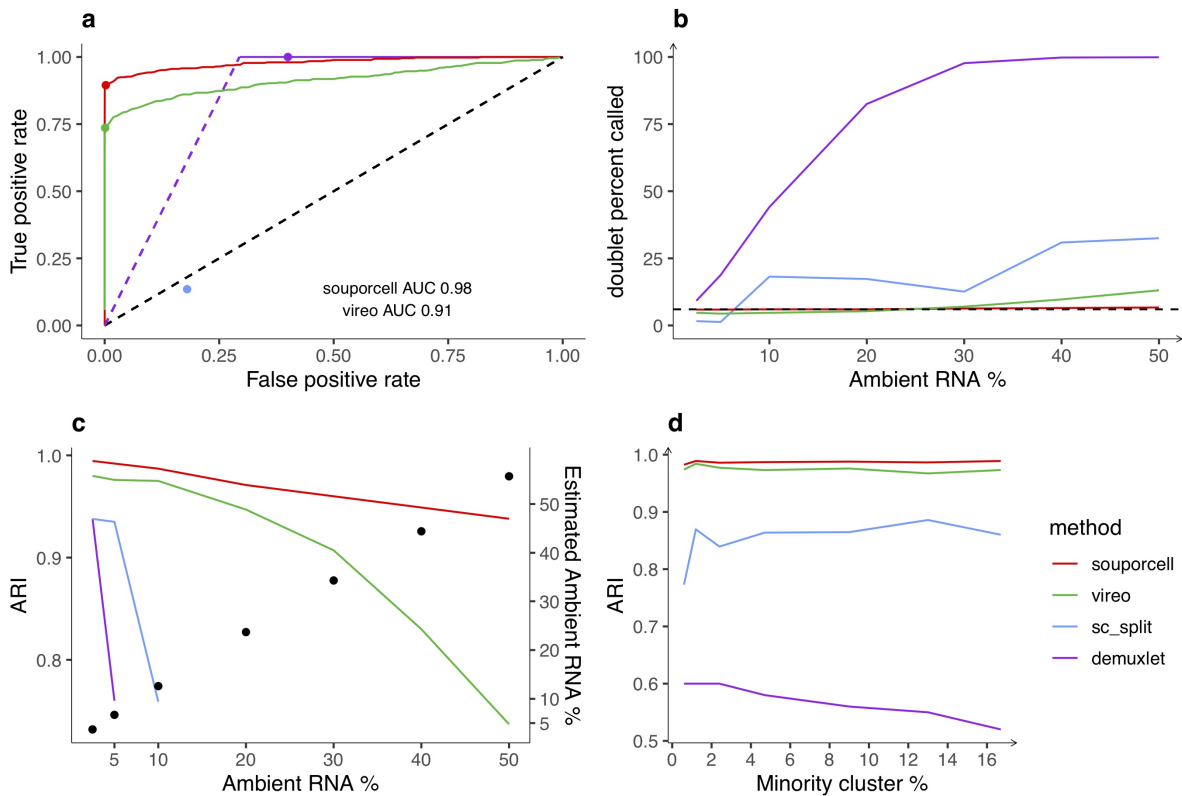 a
1.00
0.75
0.50
0.25
0.00
True positive rate
souporcell AUC 0.98
vireo AUC 0.91
0.00 0.25 0.50 0.75 1.00
False positive rate
b
100
75
50
25
0
doublet percent called
10 20 30 40 50
Ambient RNA %
c
1.0
0.9
0.8
ARI
50
40
30
20
10
5
Estimated Ambient RNA %
5 10 20 30 40 50
Ambient RNA %
d
1.0
0.9
0.8
0.7
0.6
0.5
ARI
0 2 4 6 8 10 12 14 16
Minority cluster %
method
souporcell
vireo
sc_split
demuxlet